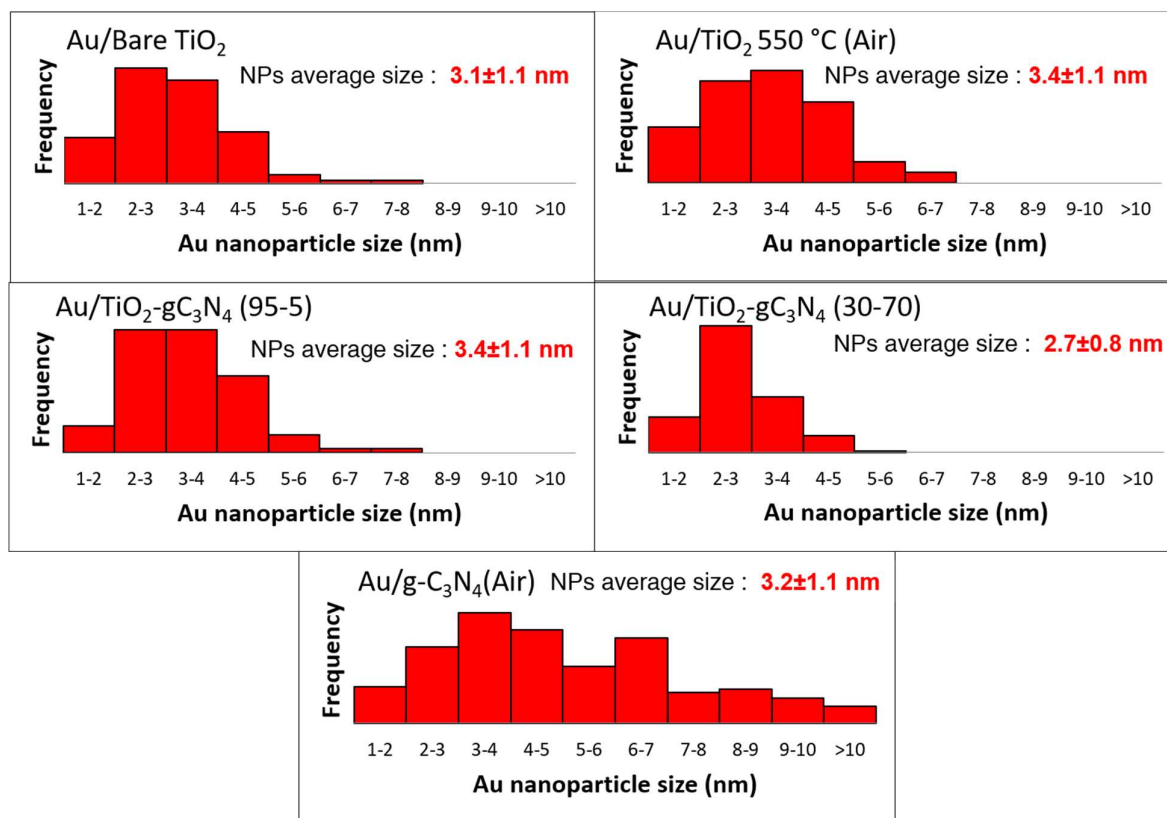 Au/Bare TiO₂
NPs average size : 3.1±1.1 nm
Frequency
1-2 2-3 3-4 4-5 5-6 6-7 7-8 8-9 9-10 >10
Au nanoparticle size (nm)
Au/TiO₂ 550 °C (Air)
NPs average size : 3.4±1.1 nm
Frequency
1-2 2-3 3-4 4-5 5-6 6-7 7-8 8-9 9-10 >10
Au nanoparticle size (nm)
Au/TiO₂-gC₃N₄ (95-5)
NPs average size : 3.4±1.1 nm
Frequency
1-2 2-3 3-4 4-5 5-6 6-7 7-8 8-9 9-10 >10
Au nanoparticle size (nm)
Au/TiO₂-gC₃N₄ (30-70)
NPs average size : 2.7±0.8 nm
Frequency
1-2 2-3 3-4 4-5 5-6 6-7 7-8 8-9 9-10 >10
Au nanoparticle size (nm)
Au/g-C₃N₄(Air) NPs average size : 3.2±1.1 nm
Frequency
1-2 2-3 3-4 4-5 5-6 6-7 7-8 8-9 9-10 >10
Au nanoparticle size (nm)